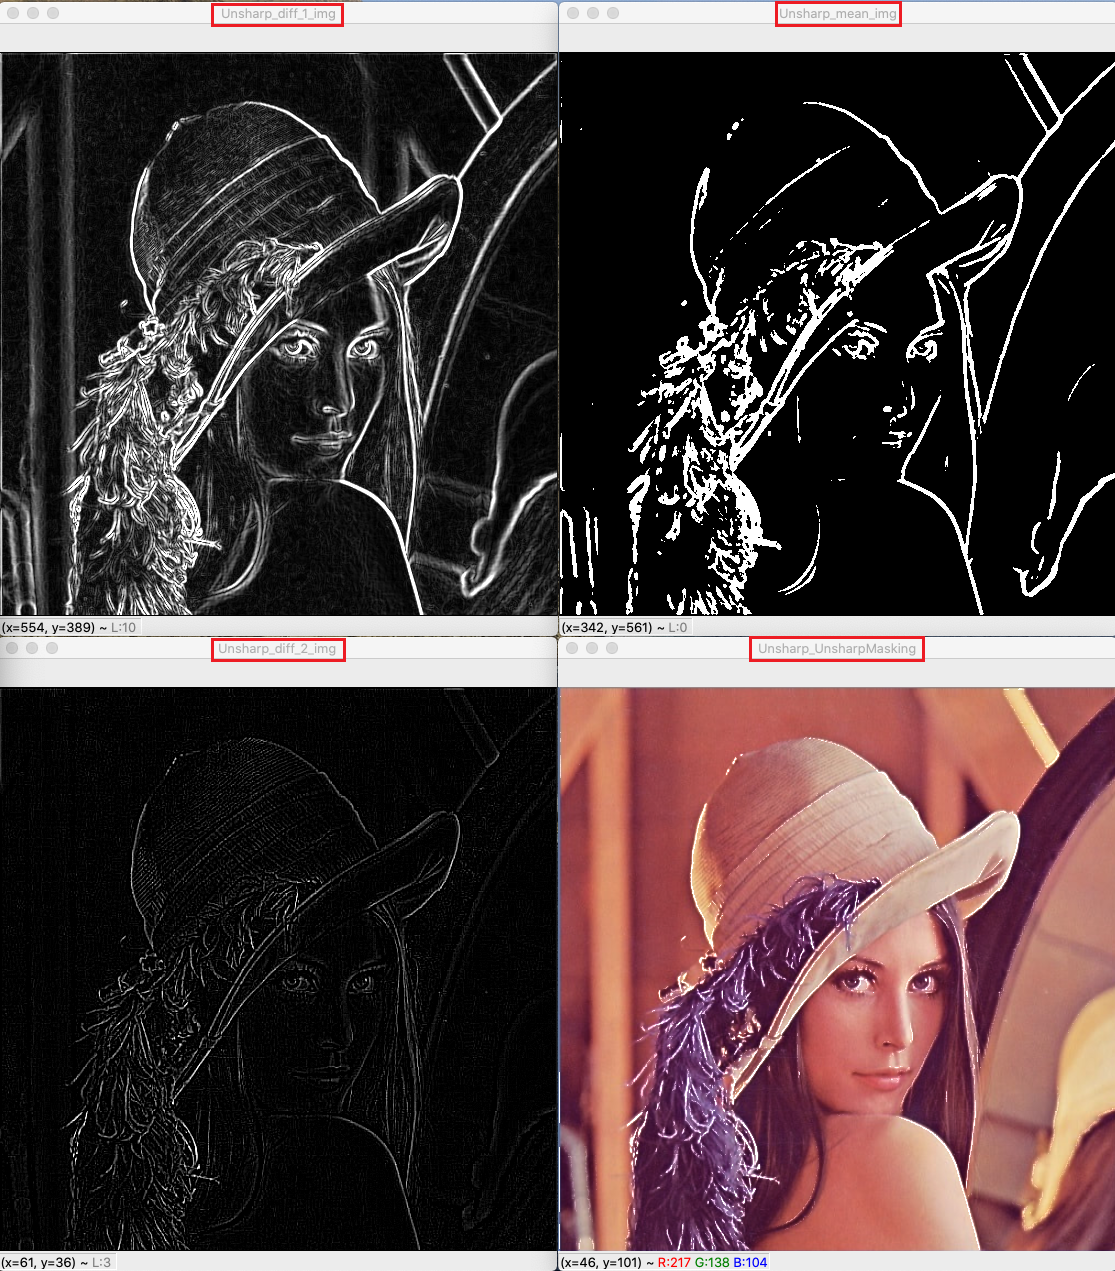 Unsharp_diff_1_img
Unsharp_mean_img
(x=554, y=389) ~ L:10
(x=342, y=561) ~ L:0
Unsharp_diff_2_img
Unsharp_UnsharpMasking
(x=61, y=36) ~ L:3
(x=46, y=101) ~ R:217 G:138 B:104